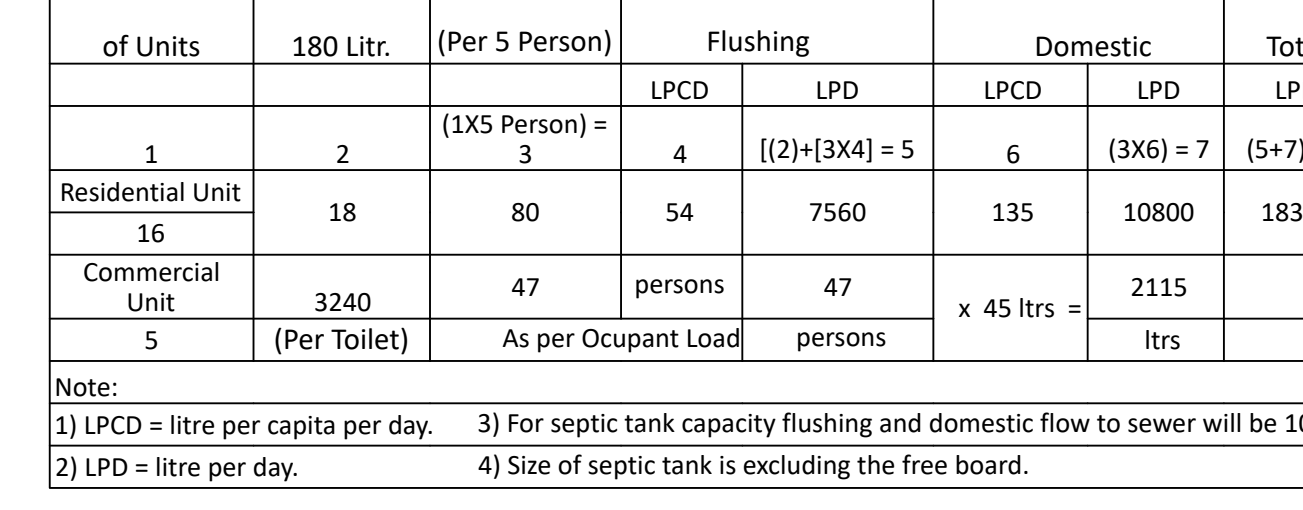 of Units 180 Litr. (Per 5 Person) Flushing Domestic
LPCD LPD LPCD LPD
(1X5 Person) =
1 2 3 4 [(2)+[3X4] = 5 6 (3X6) = 7 (5+7)
Residential Unit
18 80 54 7560 135 10800
16
Commercial
Unit 3240 47 persons 47 x 45 ltrs = 2115
5 (Per Toilet) As per Ocupant Load persons ltrs
Note:
1) LPCD = litre per capita per day. 3) For septic tank capacity flushing and domestic flow to sewer will be
2) LPD = litre per day. 4) Size of septic tank is excluding the free board.